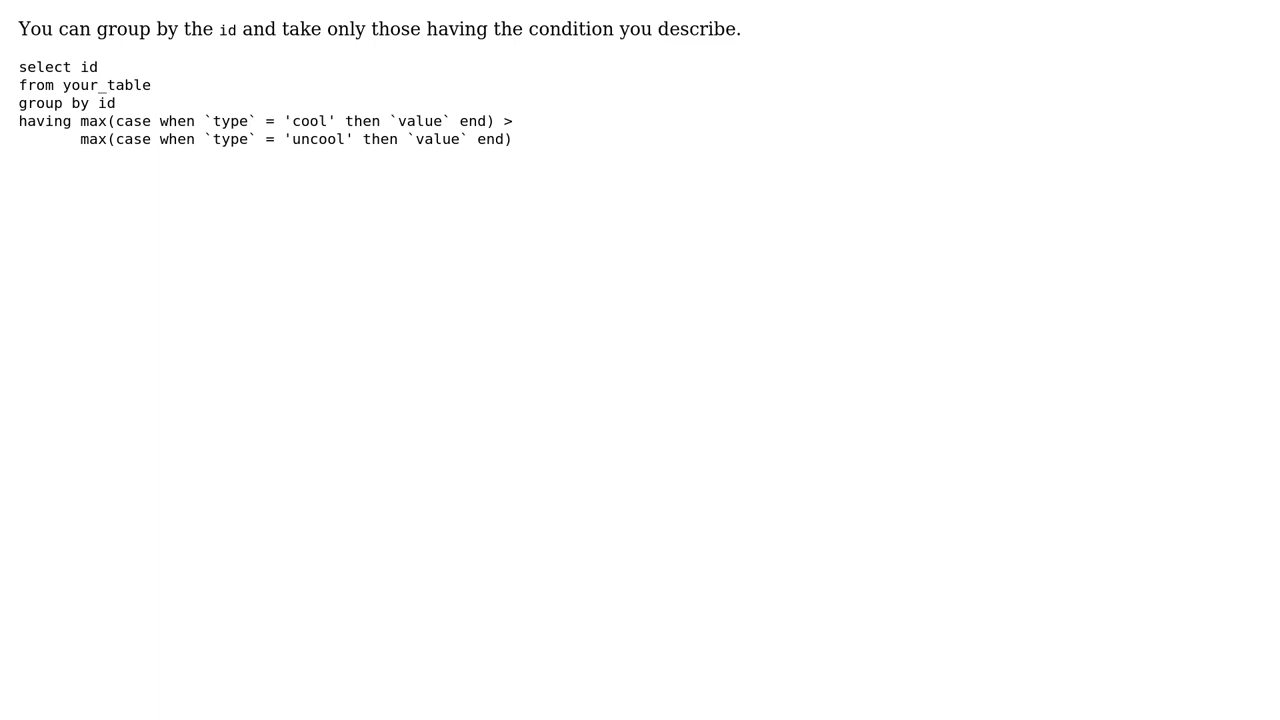 You can group by the id and take only those having the condition you describe.
select id
from your_table
group by id
having max(case when `type` = 'cool' then `value` end) >
       max(case when `type` = 'uncool' then `value` end)